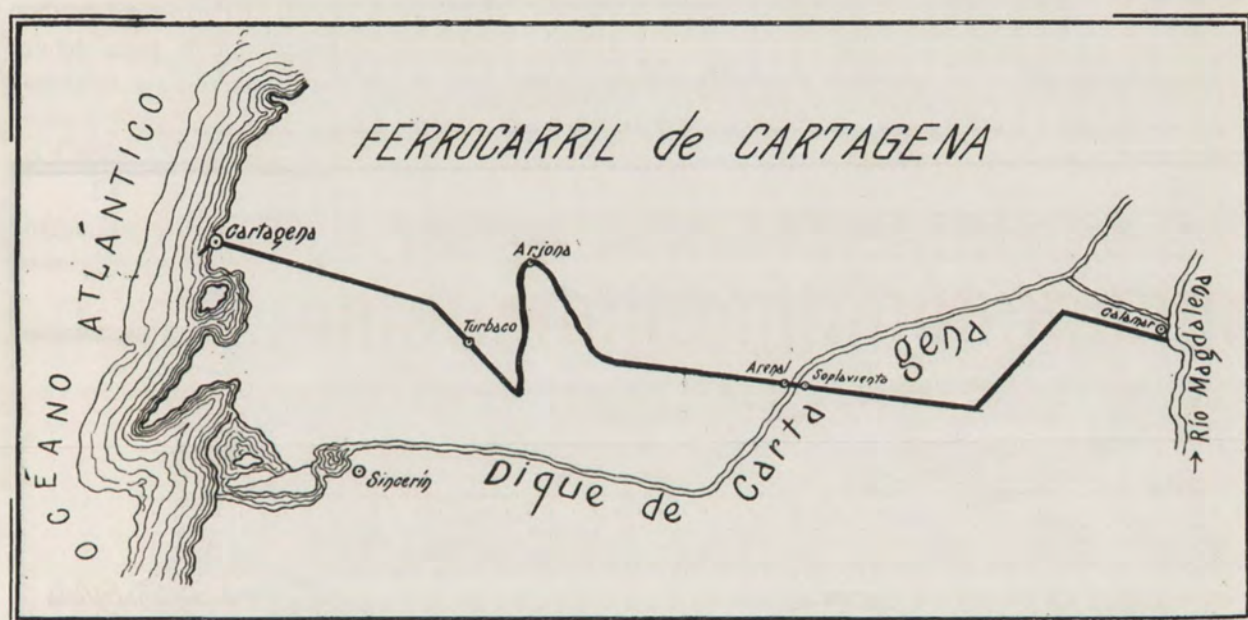 FERROCARRIL de CARTAGENA
OCÉANO ATLÁNTICO
Cartagena
Arjona
Turbaco
Arenal
Soplaviento
Calamar
Sincerín
Dique de Cartagena
→ Río Magdalena